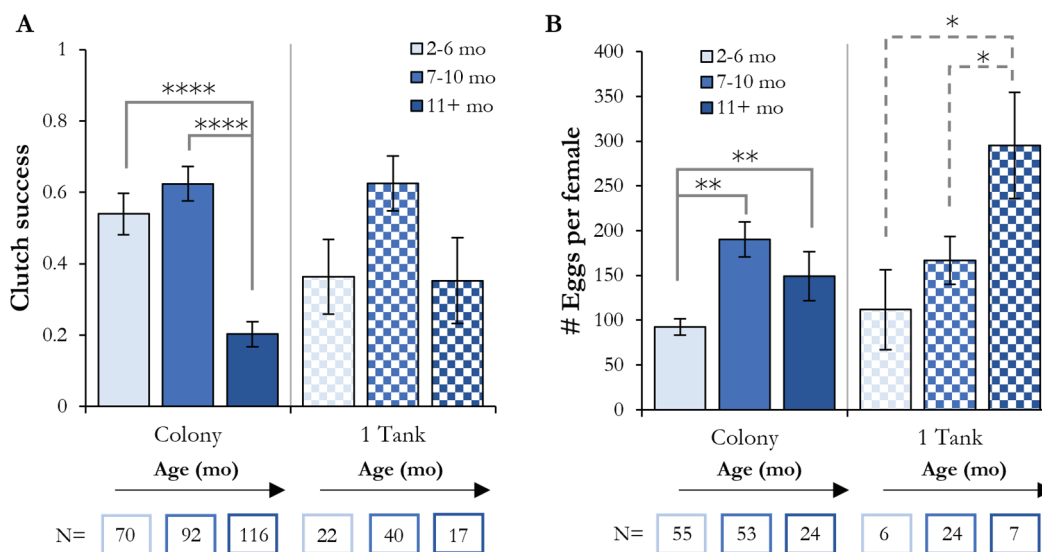 A
1
0.8
0.6
0.4
0.2
0
Clutch success
2-6 mo
7-10 mo
11+ mo
****
****
Colony
1 Tank
Age (mo)
Age (mo)
N=
70
92
116
22
40
17
B
400
350
300
250
200
150
100
50
0
# Eggs per female
2-6 mo
7-10 mo
11+ mo
**
**
*
*
Colony
1 Tank
Age (mo)
Age (mo)
N=
55
53
24
6
24
7